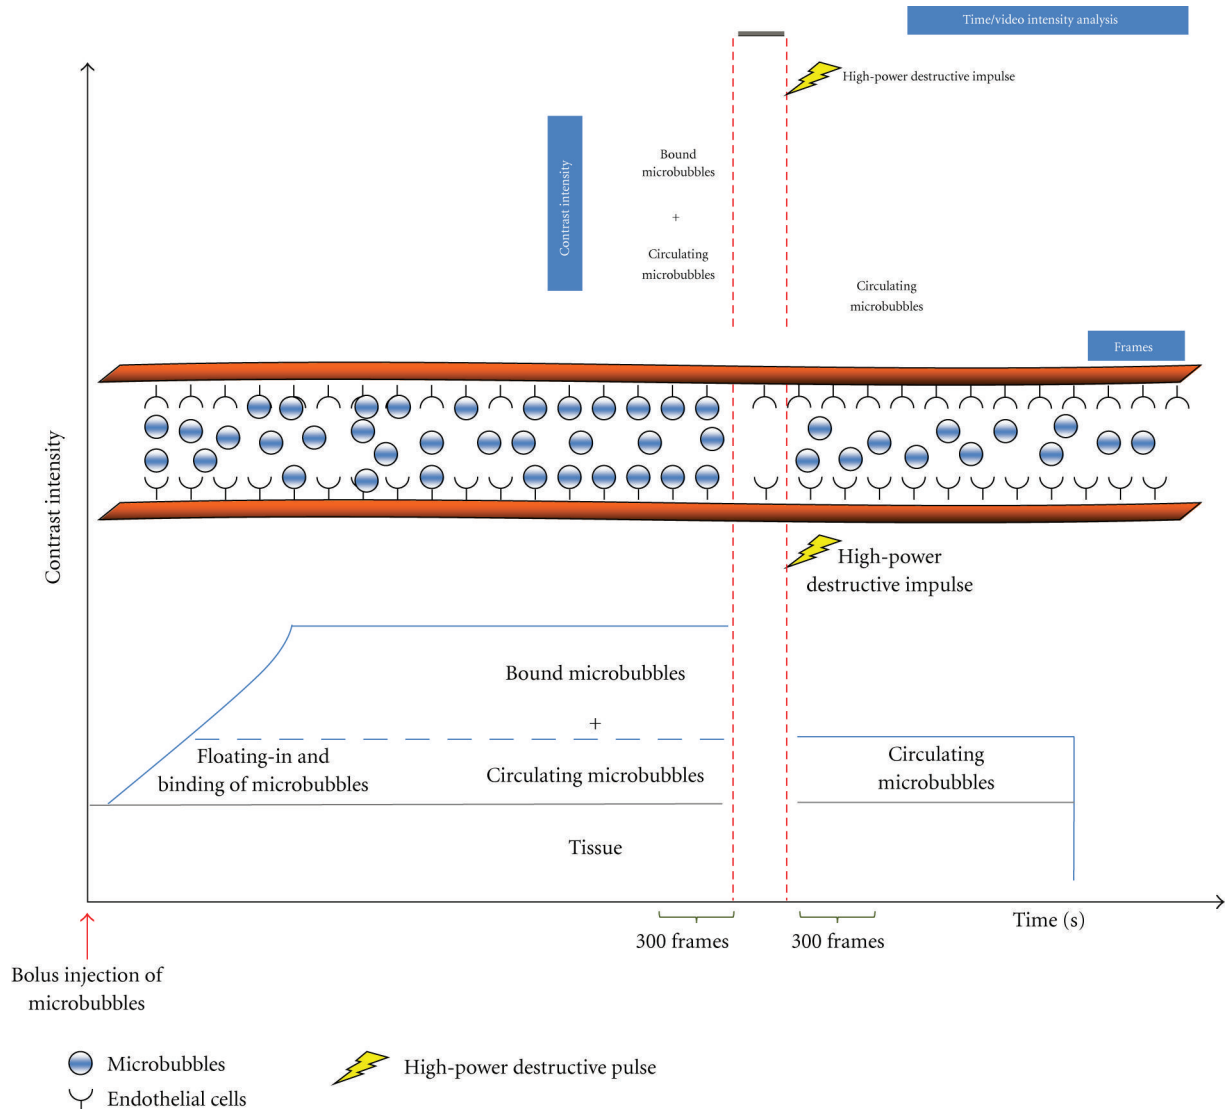 Time/video intensity analysis
High-power destructive impulse
Contrast intensity
Bound
microbubbles
+
Circulating
microbubbles
Circulating
microbubbles
Frames
Contrast intensity
High-power
destructive impulse
Bound microbubbles
+
Floating-in and
binding of microbubbles
Circulating microbubbles
Circulating
microbubbles
Tissue
Time (s)
300 frames
300 frames
Bolus injection of
microbubbles
Microbubbles
High-power destructive pulse
Endothelial cells